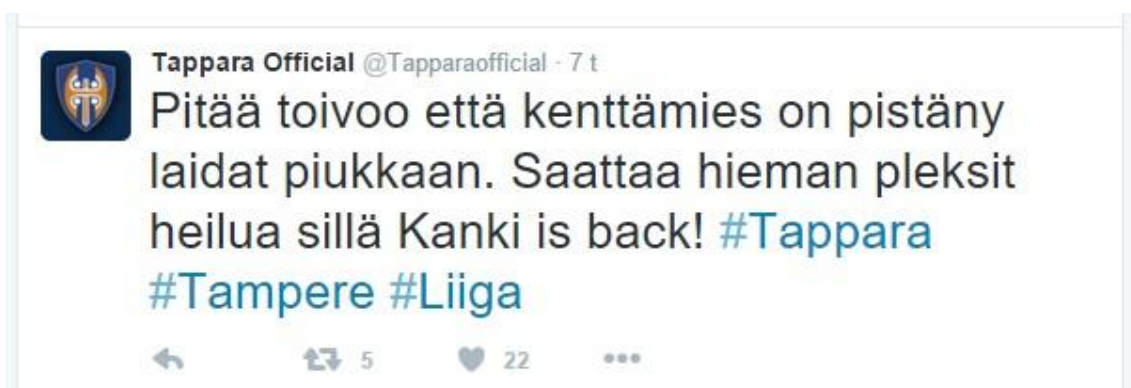 Tappara Official @Tapparaofficial · 7 t
Pitää toivoo että kenttämies on pistäny
laidat piukkaan. Saattaa hieman pleksit
heilua sillä Kanki is back! #Tappara
#Tampere #Liiga
5 22